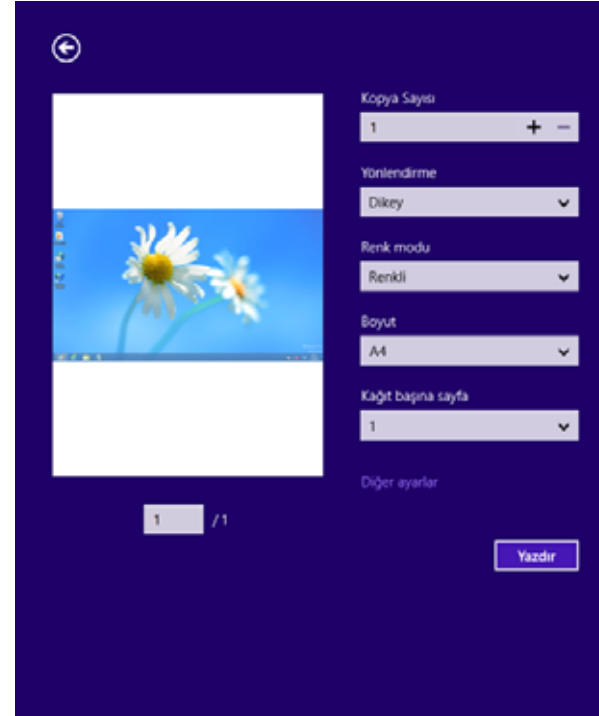 Kopya Sayısı
1
Yönlendirme
Dikey
Renk modu
Renkli
Boyut
A4
Kağıt başına sayfa
1
Diğer ayarlar
1 /1
Yazdır